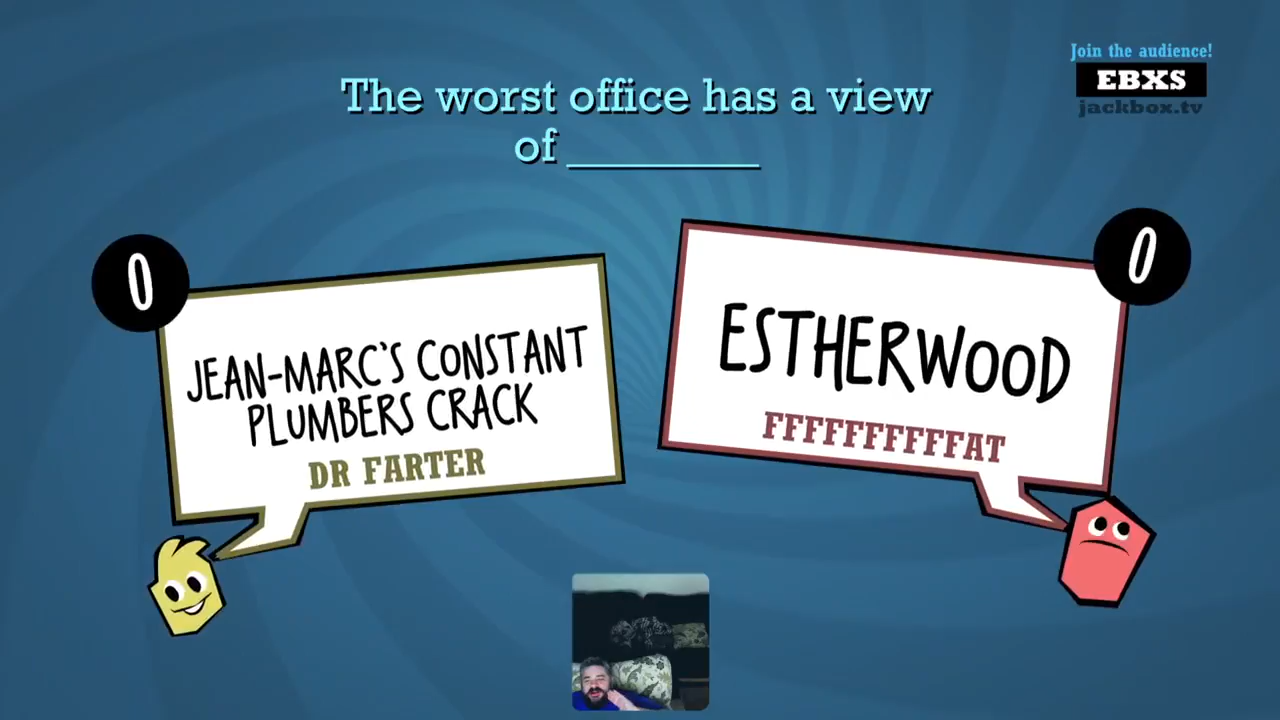 Join the audience!
EBXS
jackbox.tv
The worst office has a view
of _________
0
0
JEAN-MARC'S CONSTANT
PLUMBERS CRACK
DR FARTER
ESTHERWOOD
FFFFFFFFFFAT